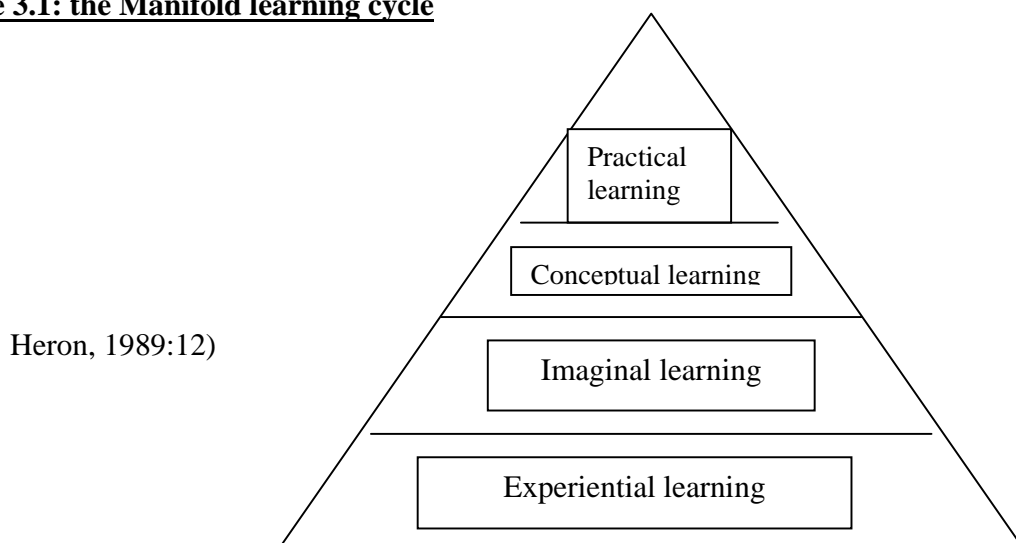 e 3.1: the Manifold learning cycle
Practical
learning
Conceptual learning
Heron, 1989:12)
Imaginal learning
Experiential learning